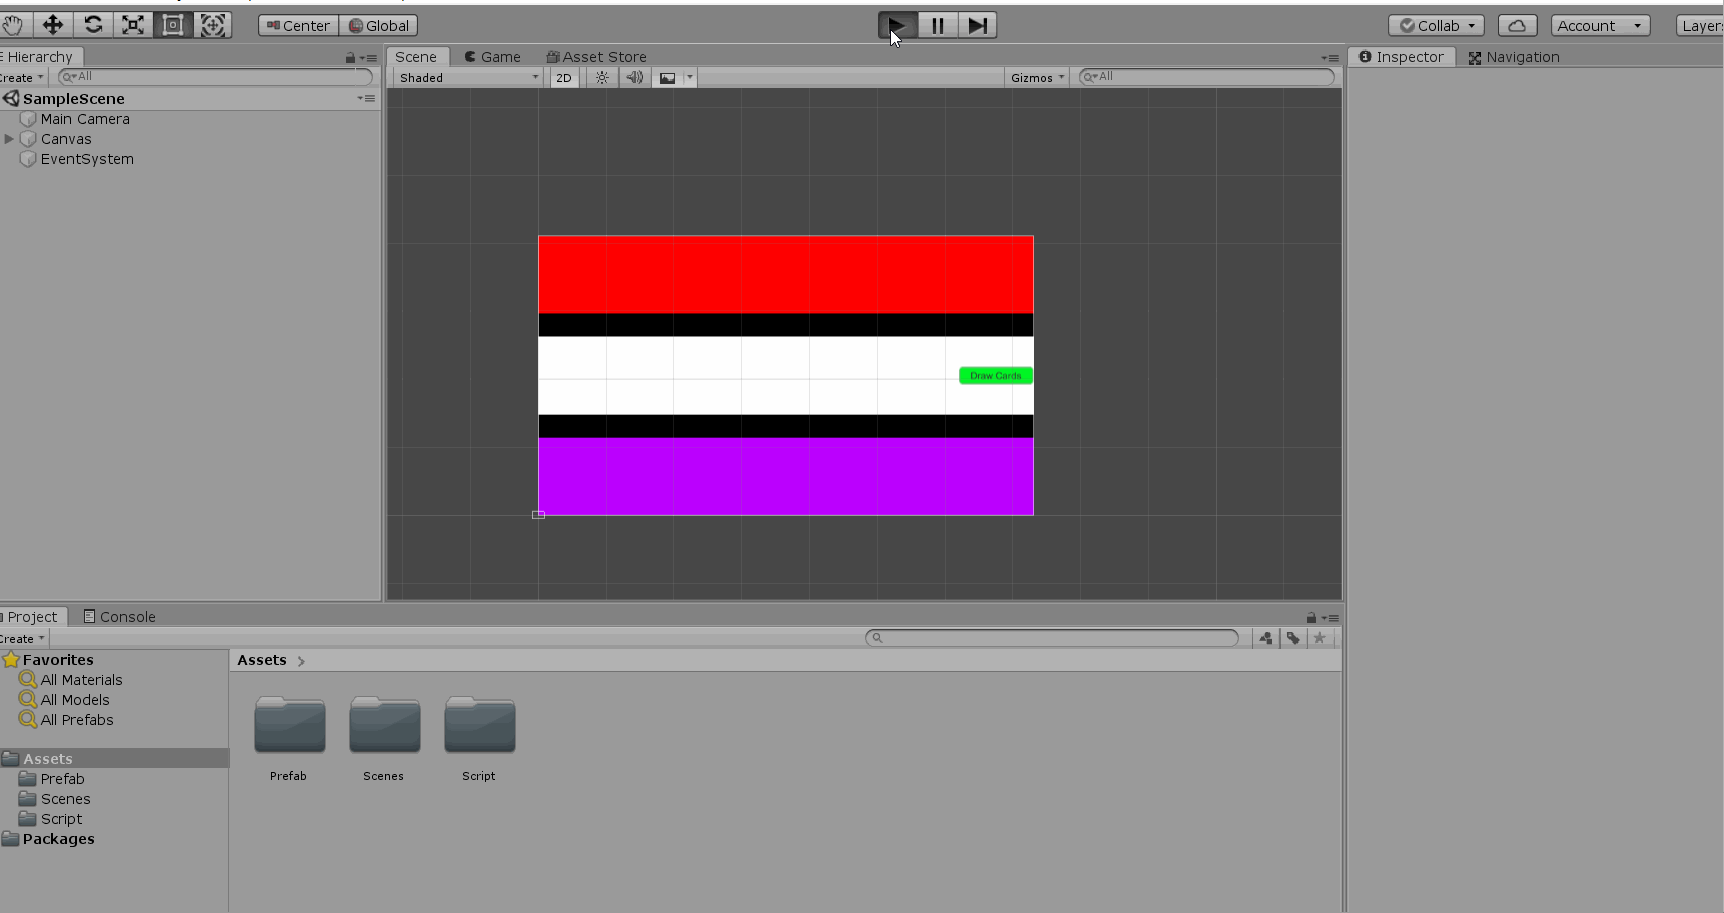 Center Global Collab Account Layer
Hierarchy Scene Game Asset Store Inspector Navigation
Create All Shaded 2D Gizmos All
SampleScene
Main Camera
Canvas
EventSystem
Draw Cards
Project Console
Create
Favorites Assets
All Materials
All Models
All Prefabs
Prefab Scenes Script
Assets
Prefab
Scenes
Script
Packages